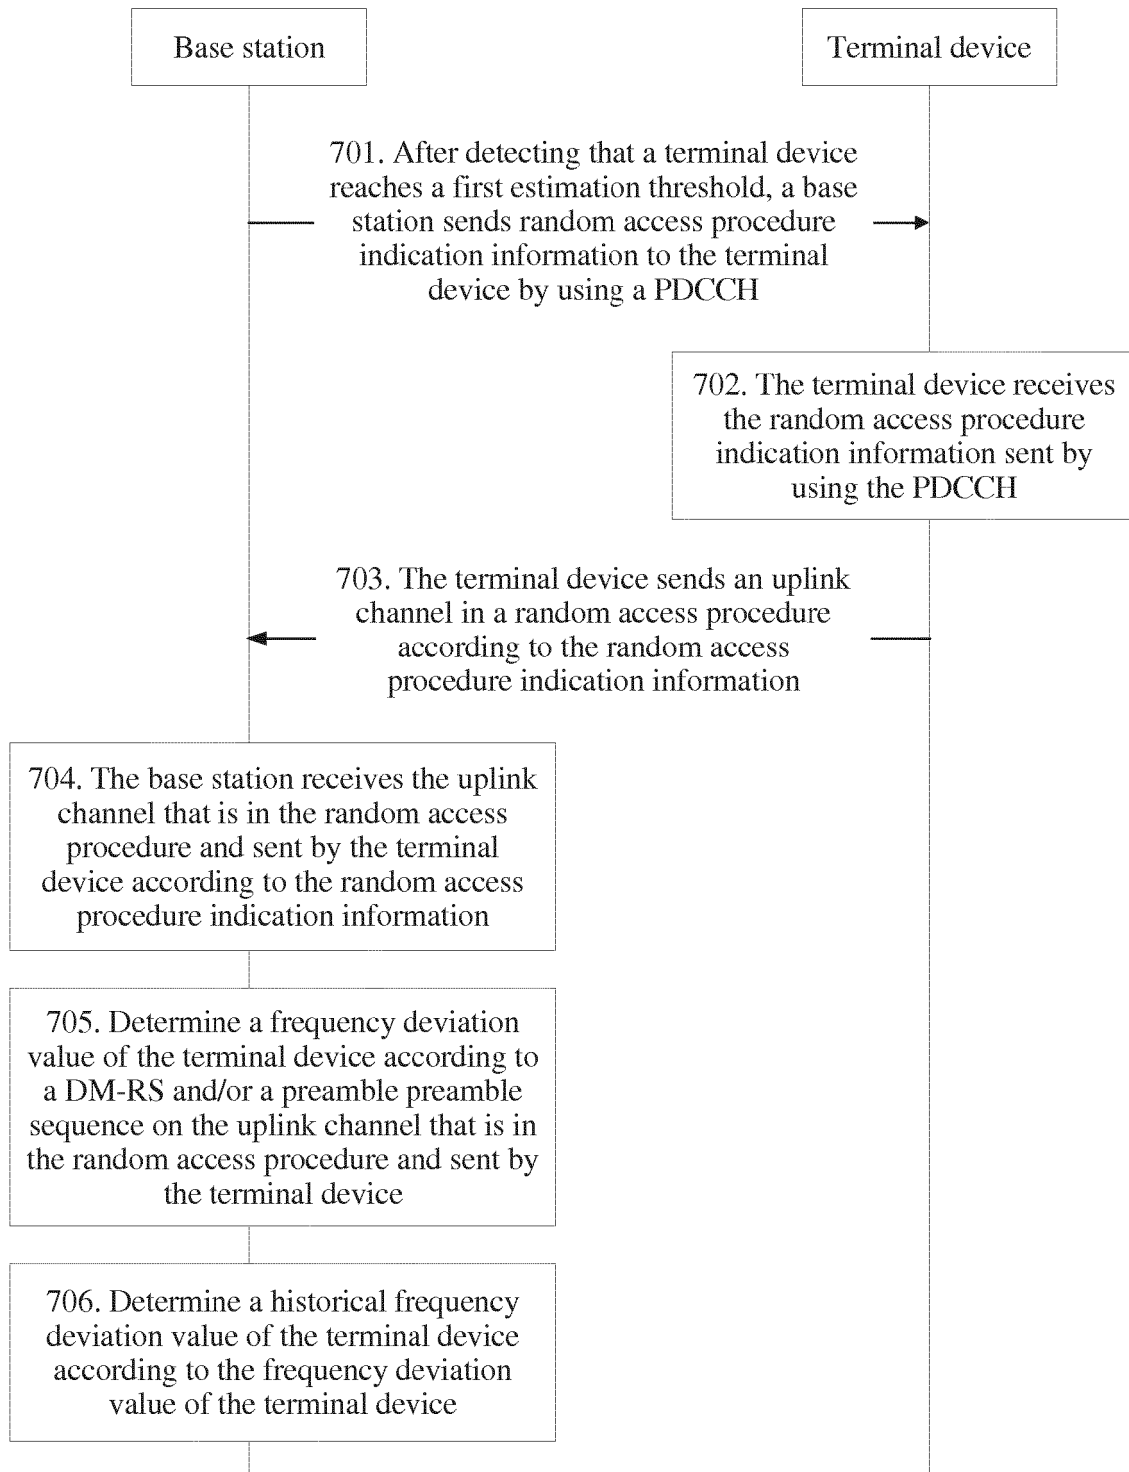 Base station
Terminal device
701. After detecting that a terminal device
reaches a first estimation threshold, a base
station sends random access procedure
indication information to the terminal
device by using a PDCCH
702. The terminal device receives
the random access procedure
indication information sent by
using the PDCCH
703. The terminal device sends an uplink
channel in a random access procedure
according to the random access
procedure indication information
704. The base station receives the uplink
channel that is in the random access
procedure and sent by the terminal
device according to the random access
procedure indication information
705. Determine a frequency deviation
value of the terminal device according to
a DM-RS and/or a preamble preamble
sequence on the uplink channel that is in
the random access procedure and sent by
the terminal device
706. Determine a historical frequency
deviation value of the terminal device
according to the frequency deviation
value of the terminal device